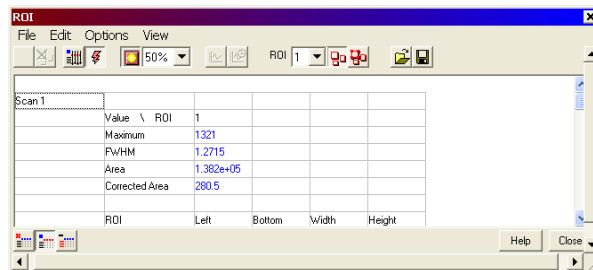 ROI
File Edit Options View
50% ROI 1
Scan 1
Value \ ROI 1
Maximum 1321
FWHM 1.2715
Area 1.382e+05
Corrected Area 280.5
ROI Left Bottom Width Height
Help Close